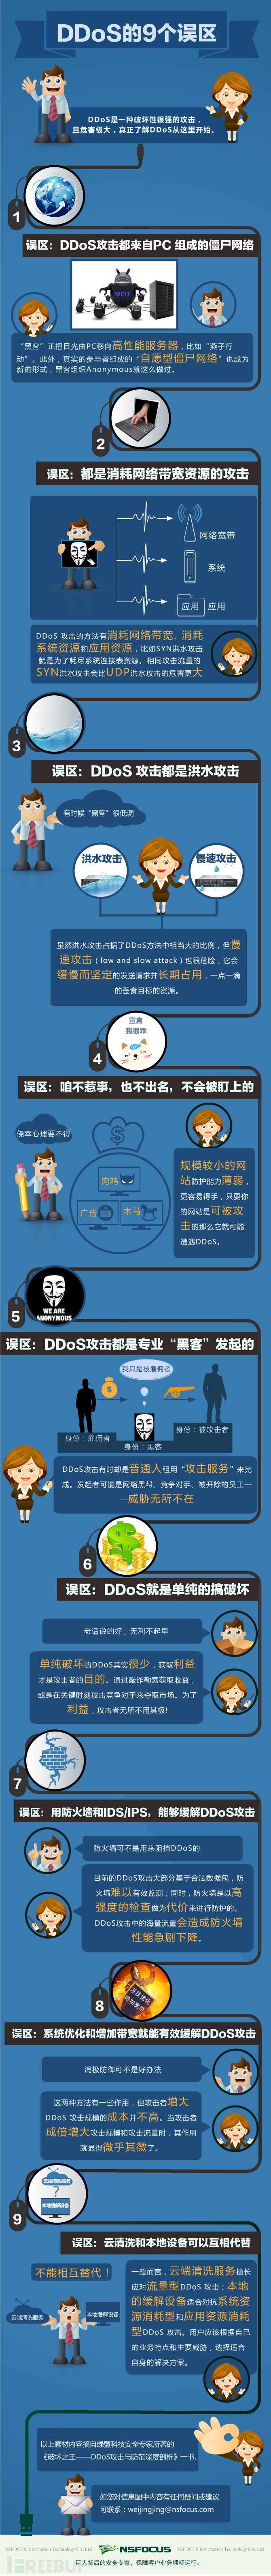 DDoS的9个误区
DDoS是一种破坏性很强的攻击，
且危害极大，真正了解DDoS从这里开始。
1
误区：DDoS攻击都来自PC 组成的僵尸网络
“黑客”正把目光由PC移向高性能服务器，比如“燕子行
动”。此外，真实的参与者组成的“自愿型僵尸网络”也成为
新的形式，黑客组织Anonymous就这么做过。
2
误区：都是消耗网络带宽资源的攻击
网络带宽
系统
应用 应用
DDoS 攻击的方法有消耗网络带宽、消耗
系统资源和应用资源，比如SYN洪水攻击
就是为了耗尽系统连接表资源。相同攻击流量的
SYN洪水攻击会比UDP洪水攻击的危害更大
3
误区：DDoS 攻击都是洪水攻击
有时候“黑客”很低调
洪水攻击
慢速攻击
虽然洪水攻击占据了DDoS方法中相当大的比例，但慢
速攻击（low and slow attack）也很危险，它会
缓慢而坚定的发送请求并长期占用，一点一滴
的蚕食目标的资源。
4
我很乖
误区：咱不惹事，也不出名，不会被盯上的
侥幸心理要不得
肉鸡
广告
木马
规模较小的网
站防护能力薄弱，
更容易得手，只要你
的网站是可被攻
击的那么它就可能
遭遇DDoS。
5
WE ARE
ANONYMOUS
误区：DDoS攻击都是专业“黑客”发起的
我只是被雇佣者
身份：雇佣者
身份：黑客
身份：被攻击者
DDoS攻击有时却是普通人租用“攻击服务”来完
成。发起者可能是网络黑帮、竞争对手、被开除的员工—
—威胁无所不在
6
误区：DDoS就是单纯的搞破坏
老话说的好，无利不起早
单纯破坏的DDoS其实很少，获取利益
才是攻击者的目的。通过敲诈勒索获取收益，
或是在关键时刻攻击竞争对手来夺取市场。为了
利益，攻击者无所不用其极!
7
误区：用防火墙和IDS/IPS，能够缓解DDoS攻击
防火墙可不是用来阻挡DDoS的
目前的DDoS攻击大部分基于合法数据包，防
火墙难以有效监测；同时，防火墙是以高
强度的检查做为代价来进行防护的。
DDoS攻击中的海量流量会造成防火墙
性能急剧下降。
8
系统优化
增加宽带
误区：系统优化和增加带宽就能有效缓解DDoS攻击
消极防御可不是好办法
这两种方法有一些作用，但攻击者增大
DDoS 攻击规模的成本并不高。当攻击者
成倍增大攻击规模和攻击流量时，其作用
就显得微乎其微了。
9
云端清洗服务
?
本地缓解设备
误区：云清洗和本地设备可以互相代替
不能相互替代！
云端清洗服务
本地缓解设备
一般而言，云端清洗服务擅长
应对流量型DDoS 攻击；本地
的缓解设备适合对抗系统资
源消耗型和应用资源消耗
型DDoS 攻击。用户应该根据自己
的业务特点和主要威胁，选择适合
自身的解决方案。
以上素材内容摘自绿盟科技安全专家所著的
《破坏之王——DDoS攻击与防范深度剖析》一书.
如您对信息图中内容有任何疑问或建议
可联系：weijingjing@nsfocus.com
NSFOCUS Information Technology Co., Ltd NSFOCUS NSFOCUS Information Technology Co., Ltd
巨人背后的安全专家，保障客户业务顺畅运行。
FREEBUF